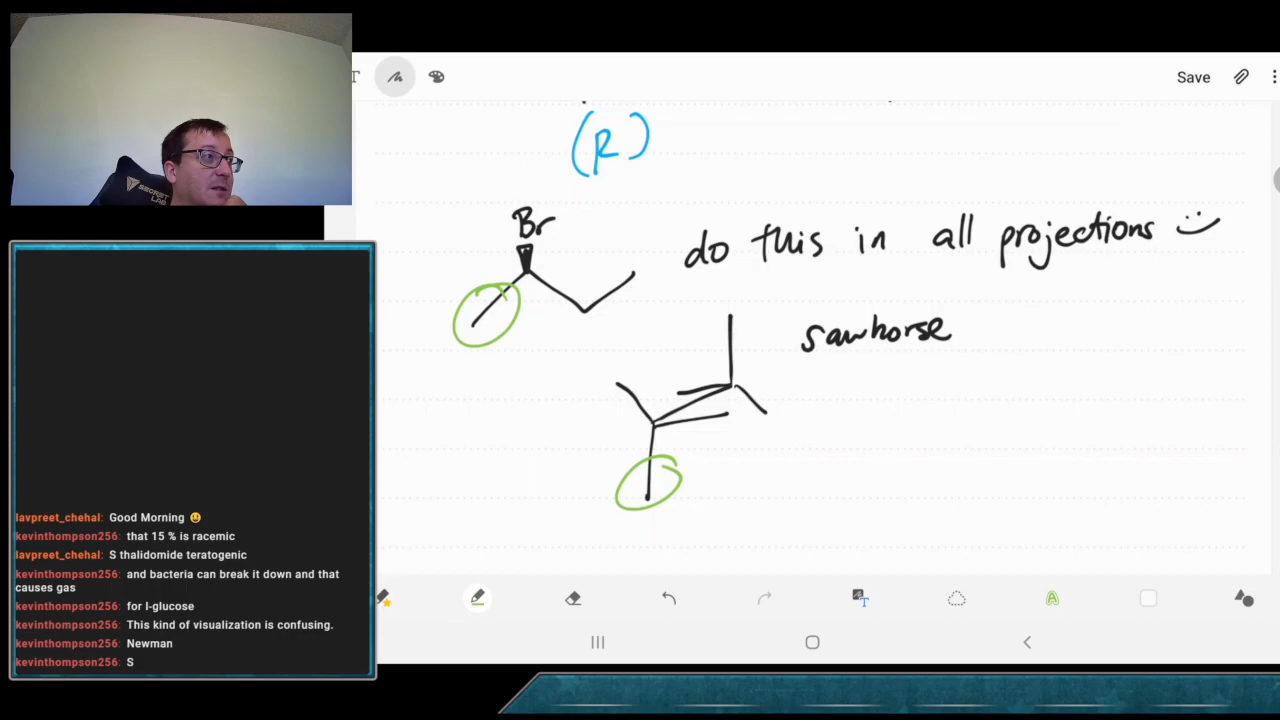 T
Save
(R)
Br
do this in all projections :-)
sawhorse
SECRET
LAB
lavpreet_chehal: Good Morning 😃
kevinthompson256: that 15 % is racemic
lavpreet_chehal: S thalidomide teratogenic
kevinthompson256: and bacteria can break it down and that
causes gas
kevinthompson256: for l-glucose
kevinthompson256: This kind of visualization is confusing.
kevinthompson256: Newman
kevinthompson256: S
T
A